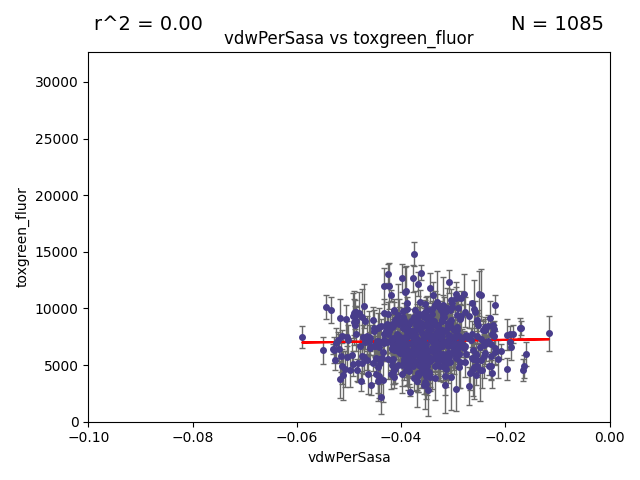 r^2 = 0.00
N = 1085
vdwPerSasa vs toxgreen_fluor
toxgreen_fluor
30000
25000
20000
15000
10000
5000
0
−0.10
−0.08
−0.06
−0.04
−0.02
0.00
vdwPerSasa